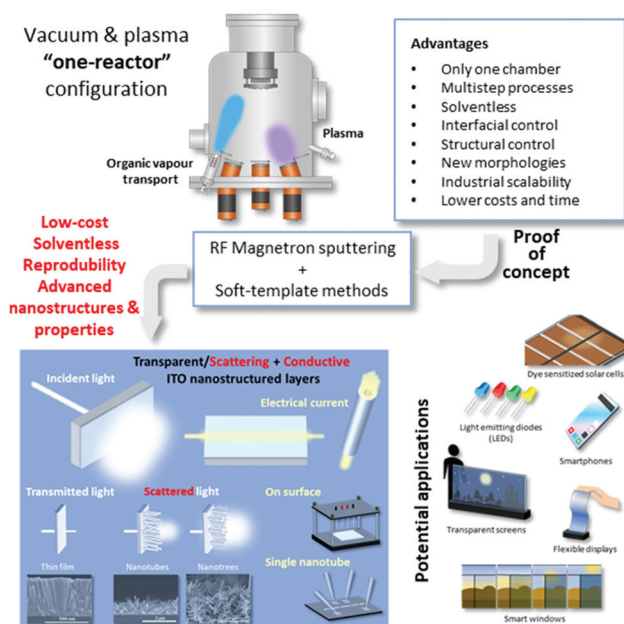 Vacuum & plasma
“one-reactor”
configuration
Plasma
Organic vapour
transport
Advantages
• Only one chamber
• Multistep processes
• Solventless
• Interfacial control
• Structural control
• New morphologies
• Industrial scalability
• Lower costs and time
Low-cost
Solventless
Reprodubility
Advanced
nanostructures &
properties
RF Magnetron sputtering
+
Soft-template methods
Proof
of
concept
Transparent/Scattering + Conductive
ITO nanostructured layers
Incident light
Electrical current
Transmitted light
Scattered light
On surface
Thin film
Nanotubes
Nanotrees
Single nanotube
Potential applications
Dye sensitized solar cells
Light emitting diodes
(LEDs)
Smartphones
Transparent screens
Flexible displays
Smart windows